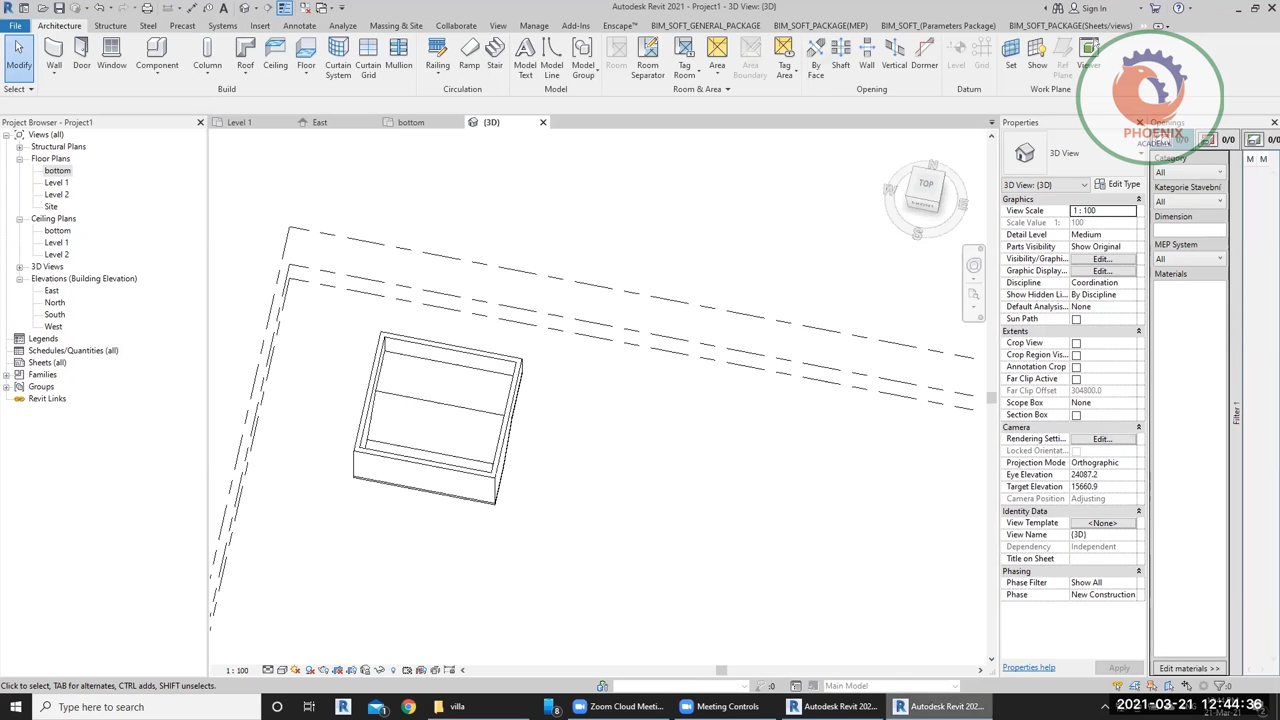 Autodesk Revit 2021 - Project1 - 3D View: {3D}
Sign In
File Architecture Structure Steel Precast Systems Insert Annotate Analyze Massing & Site Collaborate View Manage Add-Ins Enscape™ BIM_SOFT_GENERAL_PACKAGE BIM_SOFT_PACKAGE(MEP) BIM_SOFT (Parameters Package) BIM_SOFT_PACKAGE(Sheets/views)
Modify Wall Door Window Component Column Roof Ceiling Floor Curtain System Curtain Grid Mullion Railing Ramp Stair Model Text Model Line Model Group Room Room Separator Tag Room Area Area Boundary Tag Area By Face Shaft Wall Vertical Dormer Level Grid Set Show Ref Plane Viewer
Select Build Circulation Model Room & Area Opening Datum Work Plane
PHOENIX
ACADEMY
Project Browser - Project1
Views (all)
Structural Plans
Floor Plans
bottom
Level 1
Level 2
Site
Ceiling Plans
bottom
Level 1
Level 2
3D Views
Elevations (Building Elevation)
East
North
South
West
Legends
Schedules/Quantities (all)
Sheets (all)
Families
Groups
Revit Links
Level 1 East bottom {3D}
TOP
N
E
S
W
1 : 100
Properties
3D View
3D View: {3D} Edit Type
Graphics
View Scale 1 : 100
Scale Value 1: 100
Detail Level Medium
Parts Visibility Show Original
Visibility/Graphi... Edit...
Graphic Display... Edit...
Discipline Coordination
Show Hidden Li... By Discipline
Default Analysis... None
Sun Path
Extents
Crop View
Crop Region Vis...
Annotation Crop
Far Clip Active
Far Clip Offset 304800.0
Scope Box None
Section Box
Camera
Rendering Setti... Edit...
Locked Orientat...
Projection Mode Orthographic
Eye Elevation 24087.2
Target Elevation 15660.9
Camera Position Adjusting
Identity Data
View Template <None>
View Name {3D}
Dependency Independent
Title on Sheet
Phasing
Phase Filter Show All
Phase New Construction
Properties help Apply
Openings
0/0 0/0 0/0
Category
All
Kategorie Stavební
All
Dimension
MEP System
All
Materials
Edit materials >>
M M
Filter ↑
Click to select, TAB for alternates, CTRL adds, SHIFT unselects.
:0 Main Model :0
Type here to search
1 villa 8 Zoom Cloud Meeti... Meeting Controls Autodesk Revit 202... Autodesk Revit 202...
2021-03-21 12:44:36